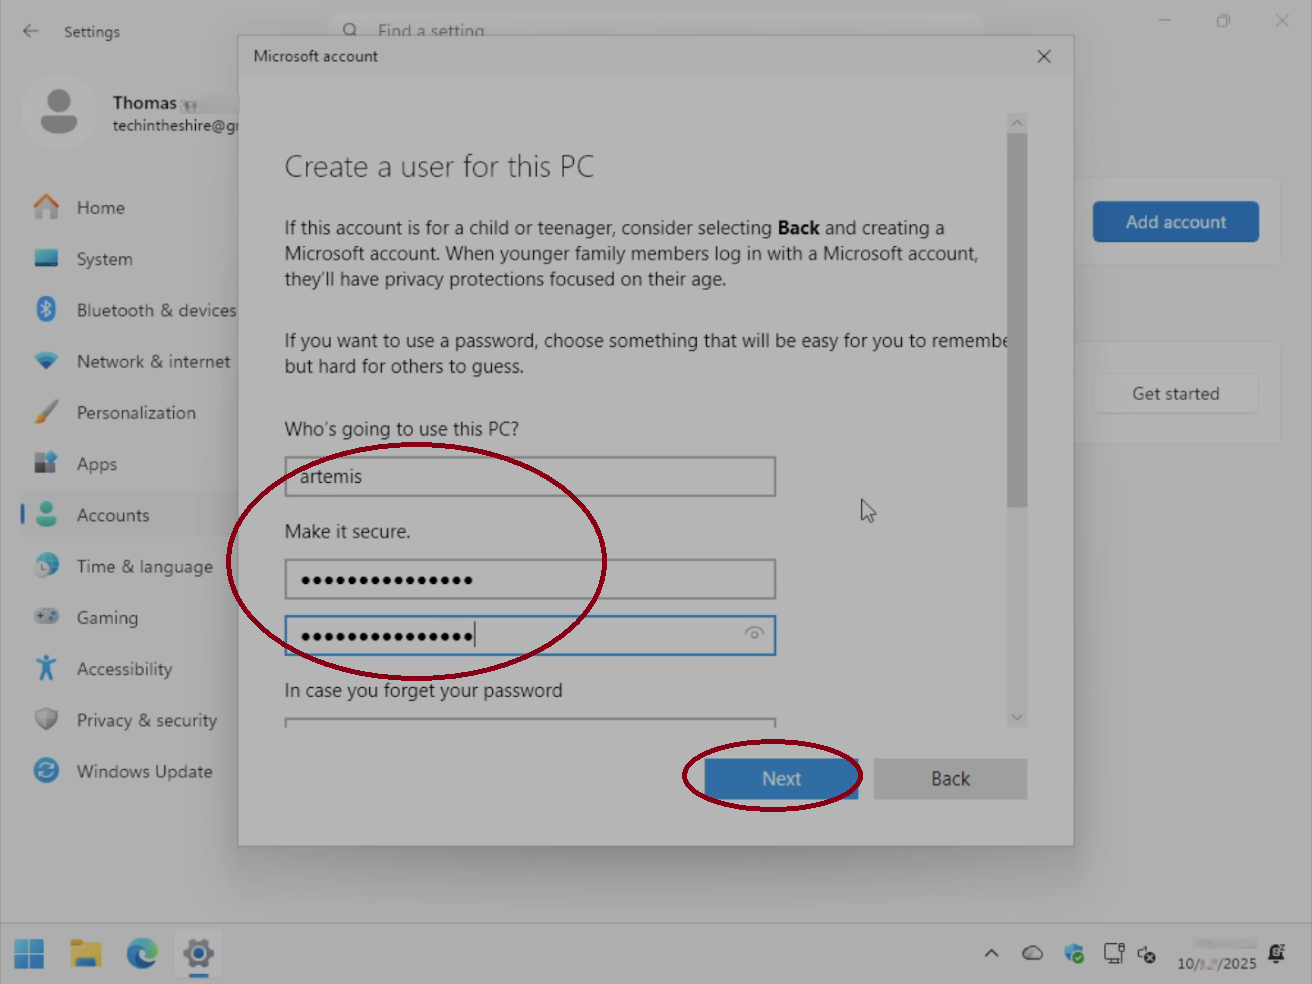 Settings
Find a setting
Microsoft account
Thomas
techintheshire@g
Create a user for this PC
If this account is for a child or teenager, consider selecting Back and creating a
Microsoft account. When younger family members log in with a Microsoft account,
they'll have privacy protections focused on their age.
If you want to use a password, choose something that will be easy for you to remembe
but hard for others to guess.
Who's going to use this PC?
artemis
Make it secure.
In case you forget your password
Next
Back
Add account
Get started
Home
System
Bluetooth & devices
Network & internet
Personalization
Apps
Accounts
Time & language
Gaming
Accessibility
Privacy & security
Windows Update